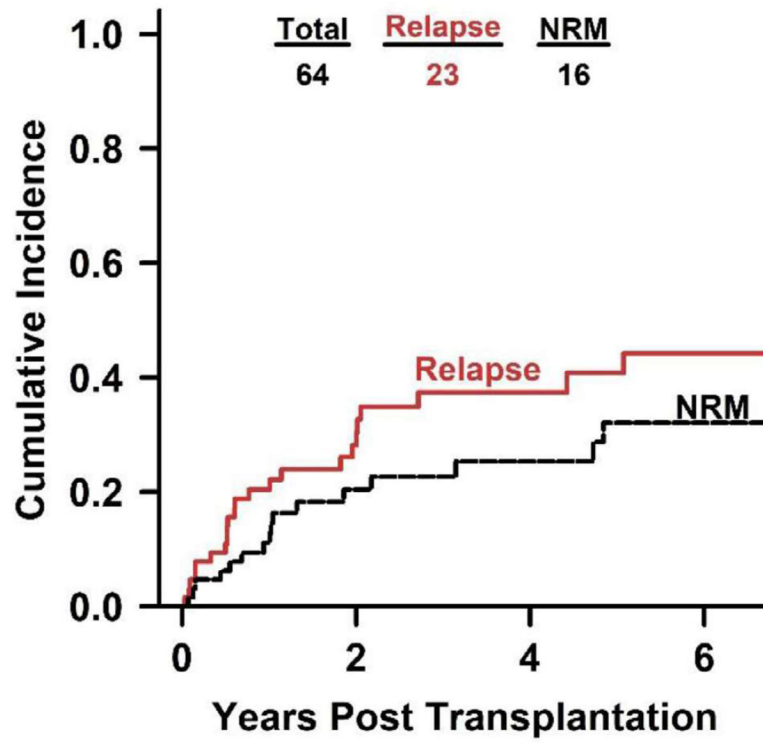 Total Relapse NRM
64 23 16
1.0
0.8
0.6
0.4
0.2
0.0
Cumulative Incidence
Relapse
NRM
0 2 4 6
Years Post Transplantation